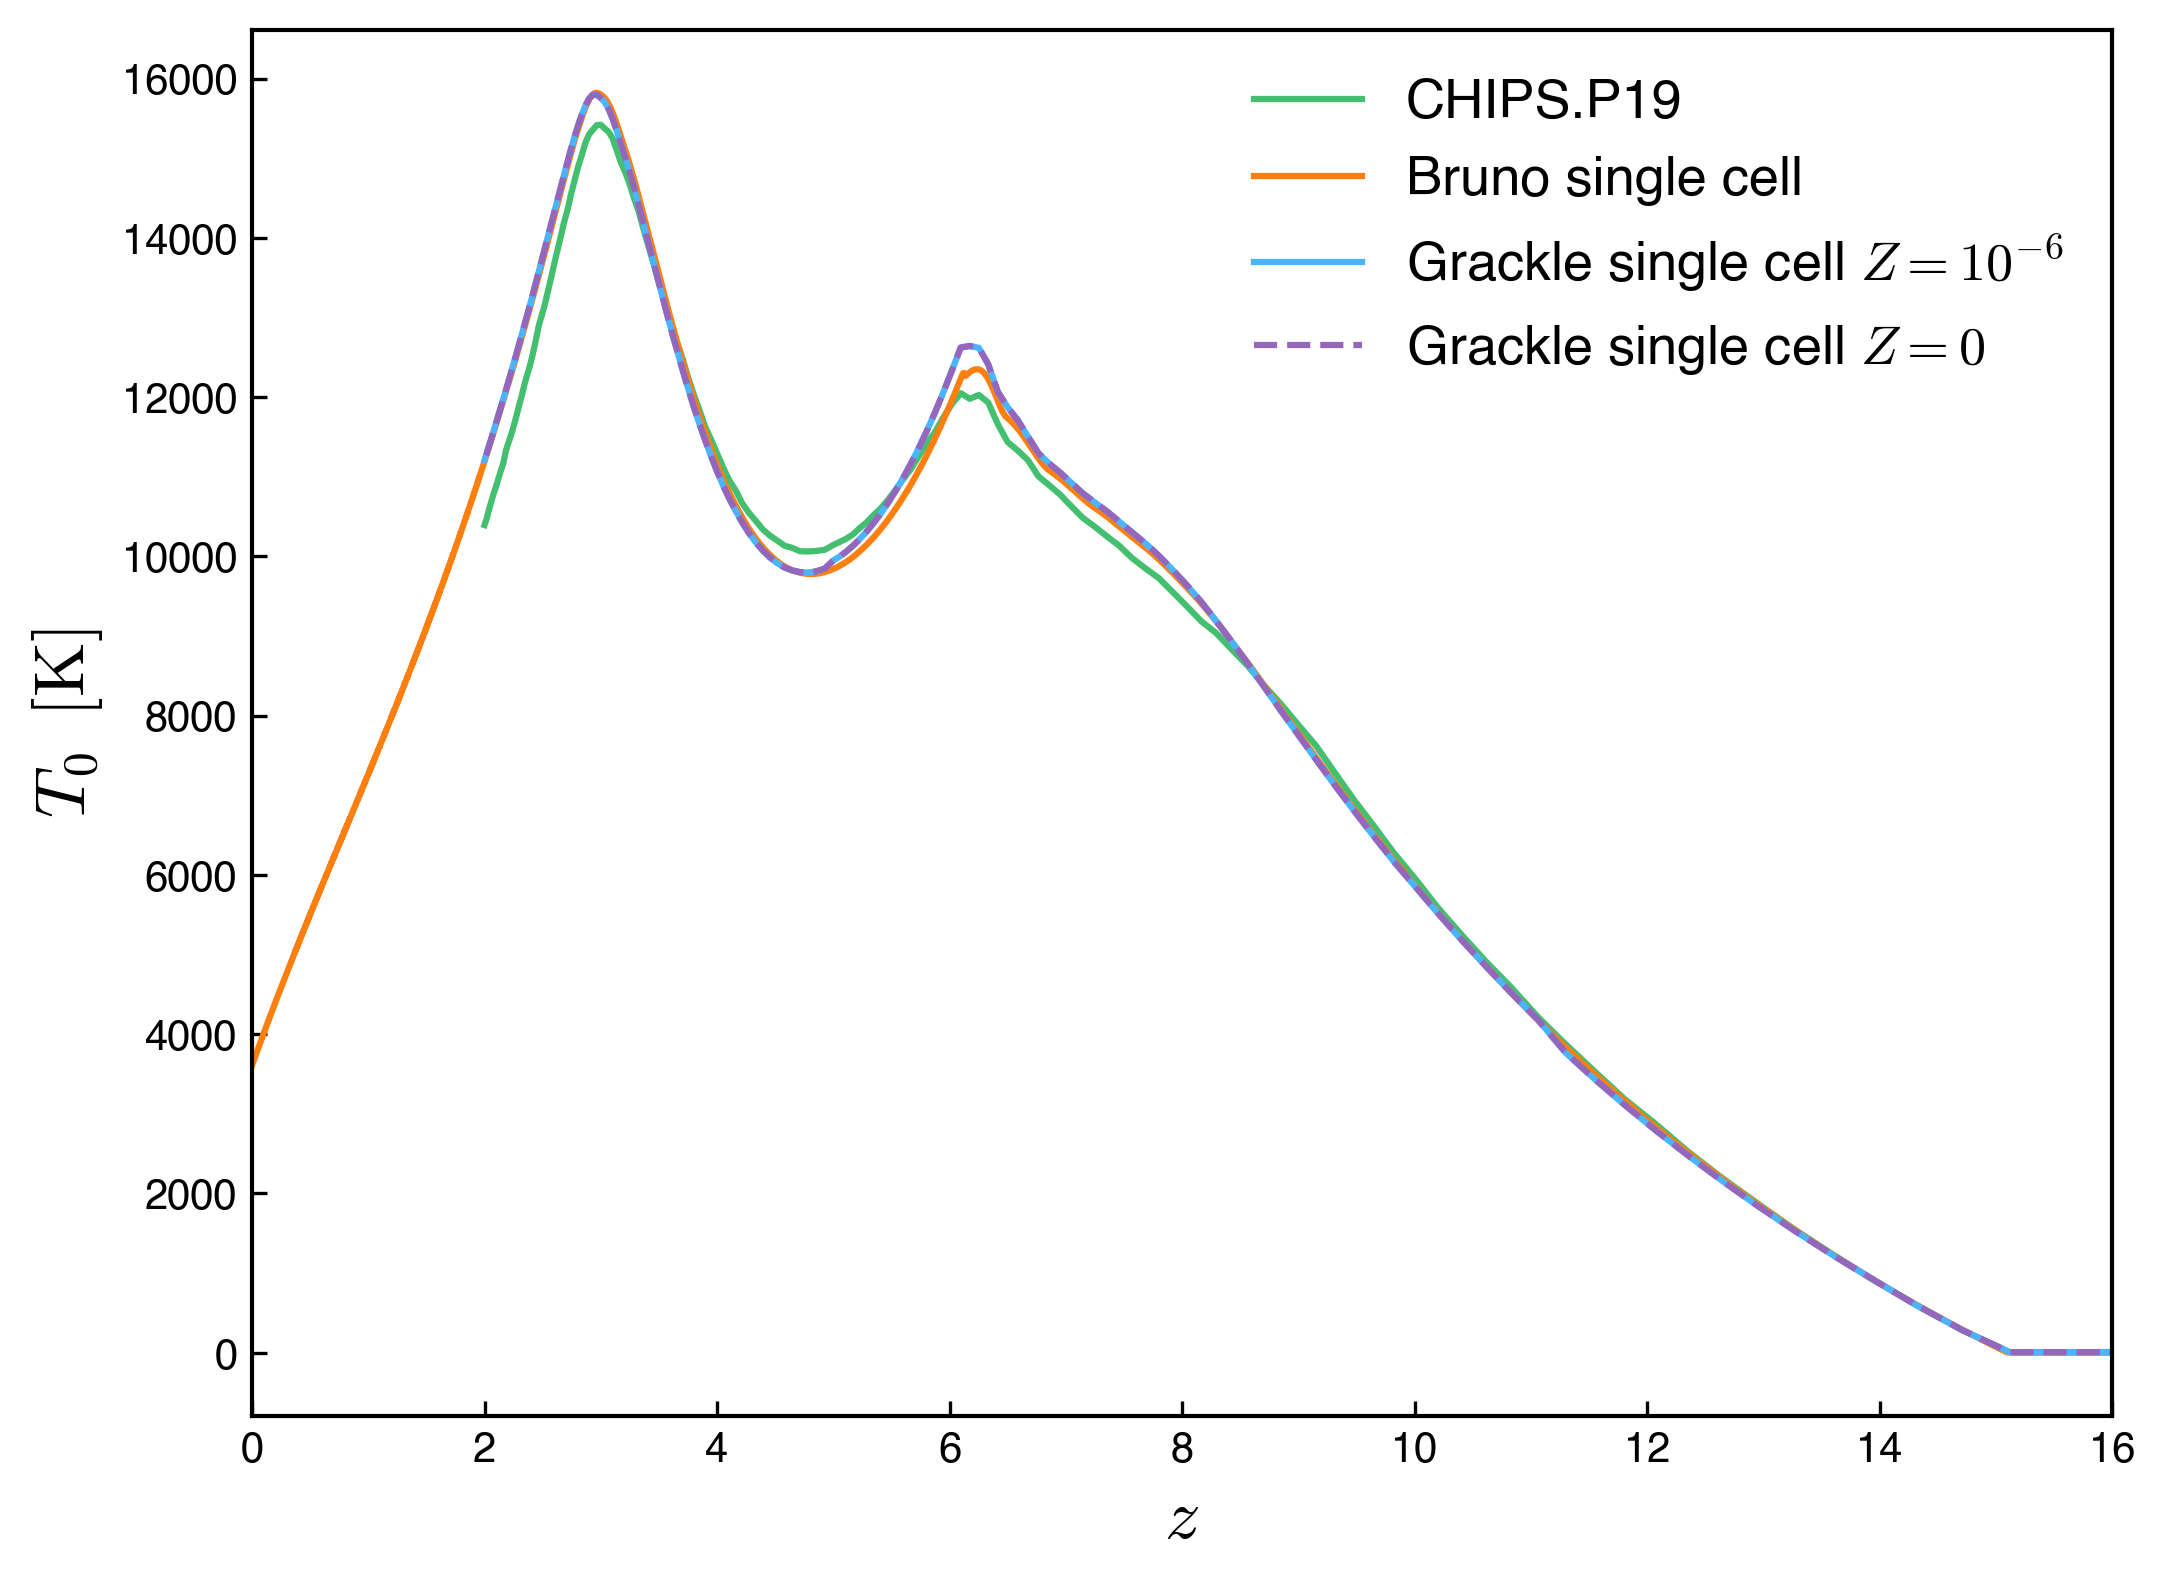 CHIPS.P19
Bruno single cell
Grackle single cell Z = 10⁻⁶
Grackle single cell Z = 0
16000
14000
12000
10000
8000
6000
4000
2000
0
T₀ [K]
0 2 4 6 8 10 12 14 16
z